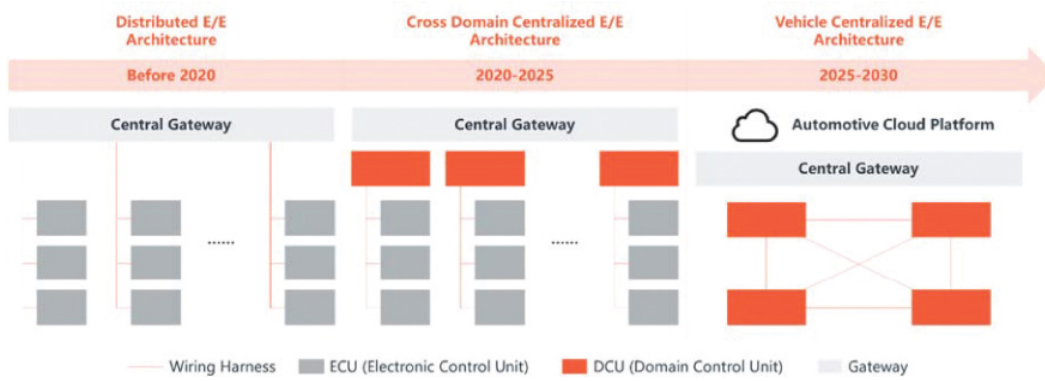 Distributed E/E
Architecture
Cross Domain Centralized E/E
Architecture
Vehicle Centralized E/E
Architecture
Before 2020
2020-2025
2025-2030
Central Gateway
Central Gateway
Automotive Cloud Platform
Central Gateway
......
......
Wiring Harness
ECU (Electronic Control Unit)
DCU (Domain Control Unit)
Gateway